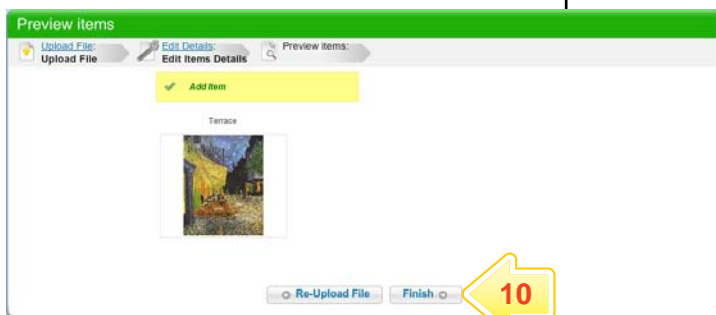 Preview items
Upload File:
Upload File
Edit Details:
Edit Items Details
Preview Items:
Add Item
Terrace
Re-Upload File
Finish
10